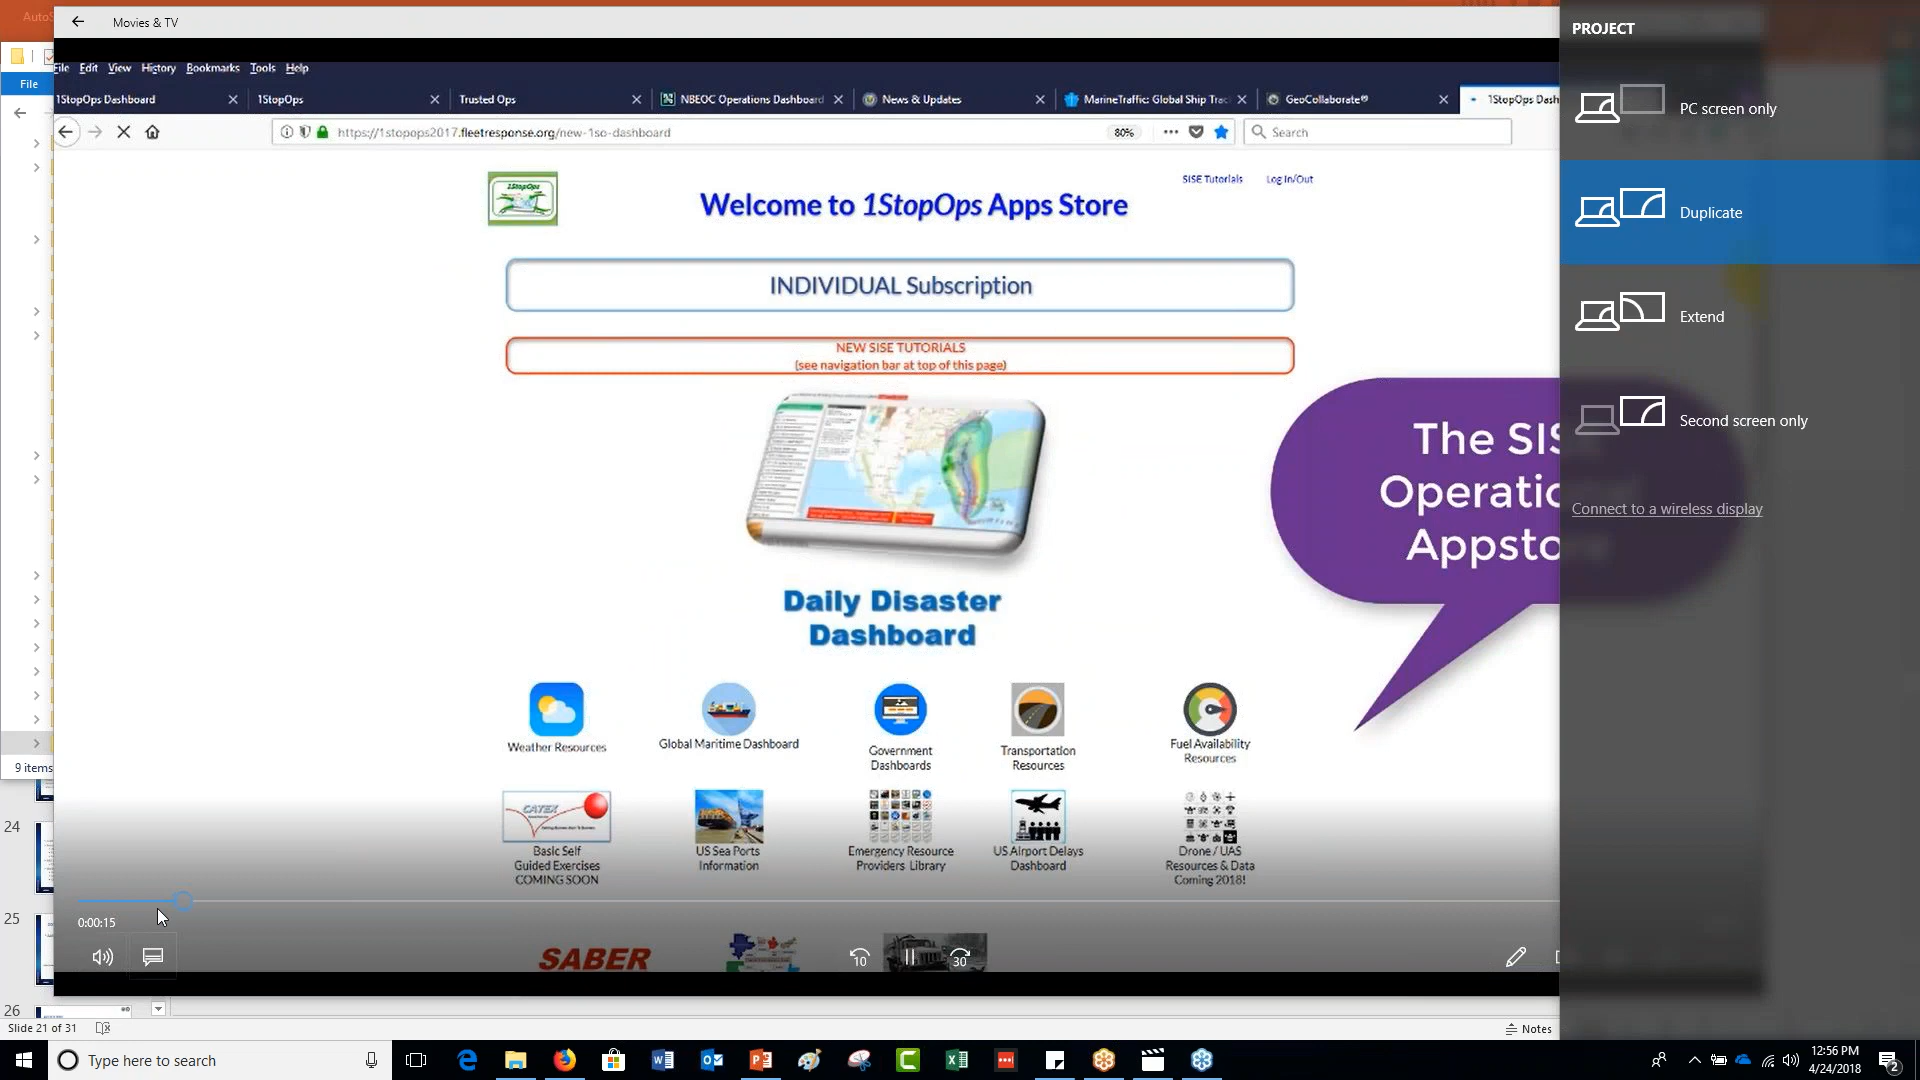 Movies & TV
File
File Edit View History Bookmarks Tools Help
1StopOps Dashboard
1StopOps
Trusted Ops
NBEOC Operations Dashboard
News & Updates
MarineTraffic: Global Ship Trac
GeoCollaborate®
1StopOps Dash
https://1stopops2017.fleetresponse.org/new-1so-dashboard
80%
Search
SISE Tutorials Log In/Out
Welcome to 1StopOps Apps Store
INDIVIDUAL Subscription
NEW SISE TUTORIALS
(see navigation bar at top of this page)
Daily Disaster
Dashboard
The SIS
Operatio
Appsto
Weather Resources
Global Maritime Dashboard
Government
Dashboards
Transportation
Resources
Fuel Availability
Resources
CATEX
Basic Self
Guided Exercises
COMING SOON
US Sea Ports
Information
Emergency Resource
Providers Library
US Airport Delays
Dashboard
Drone / UAS
Resources & Data
Coming 2018!
SABER
0:00:15
10
30
PROJECT
PC screen only
Duplicate
Extend
Second screen only
Connect to a wireless display
9 items
24
25
26
Slide 21 of 31
Notes
Type here to search
12:56 PM
4/24/2018
2